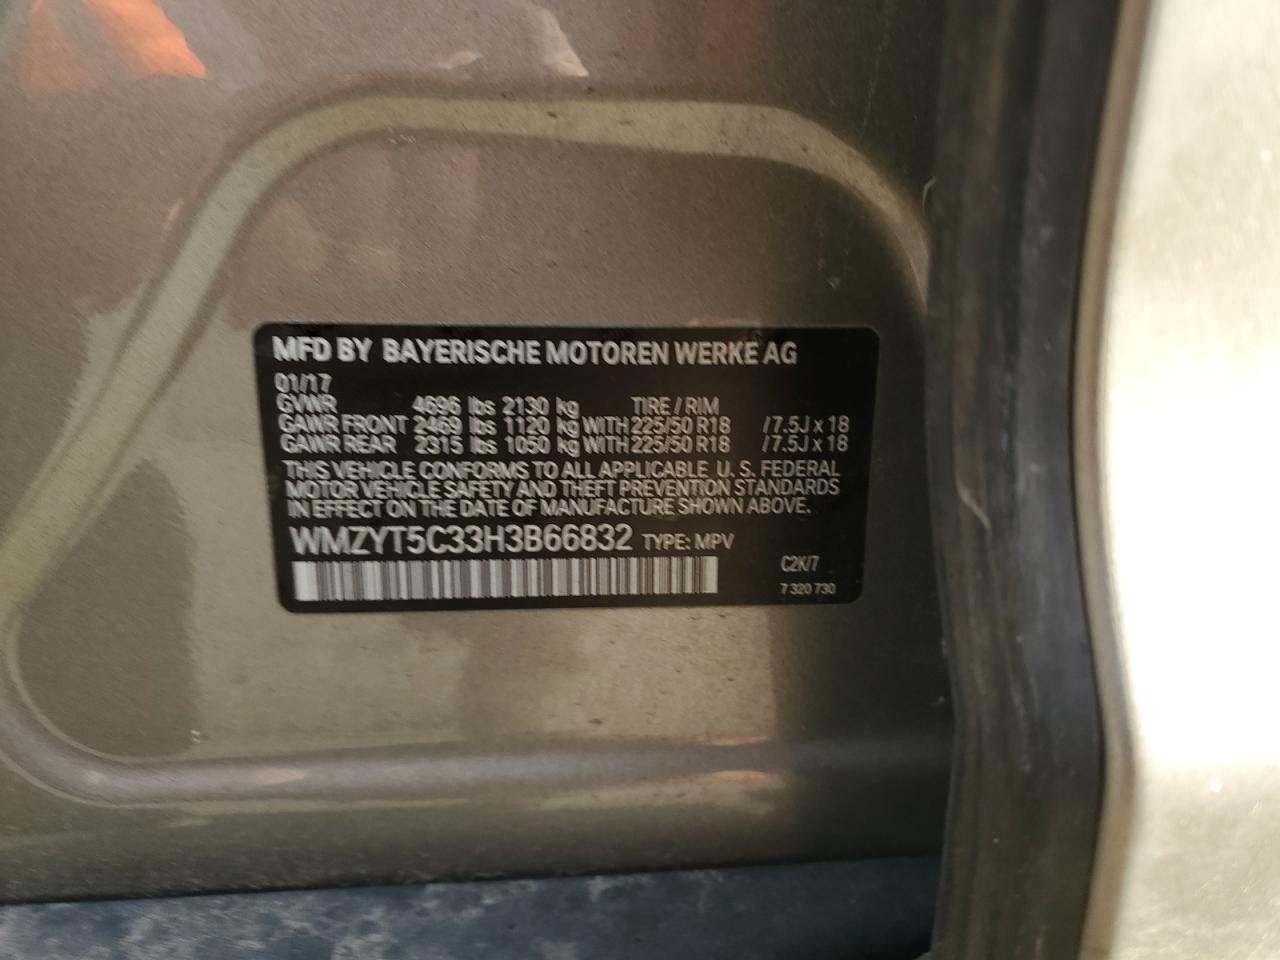 MFD BY BAYERISCHE MOTOREN WERKE AG
01/17
GVWR 4696 lbs 2130 kg TIRE / RIM
GAWR FRONT 2469 lbs 1120 kg WITH 225/50 R18 /7.5J x 18
GAWR REAR 2315 lbs 1050 kg WITH 225/50 R18 /7.5J x 18
THIS VEHICLE CONFORMS TO ALL APPLICABLE U. S. FEDERAL
MOTOR VEHICLE SAFETY AND THEFT PREVENTION STANDARDS
IN EFFECT ON THE DATE OF MANUFACTURE SHOWN ABOVE.
WMZYT5C33H3B66832 TYPE: MPV
C2K/7
7 320 730